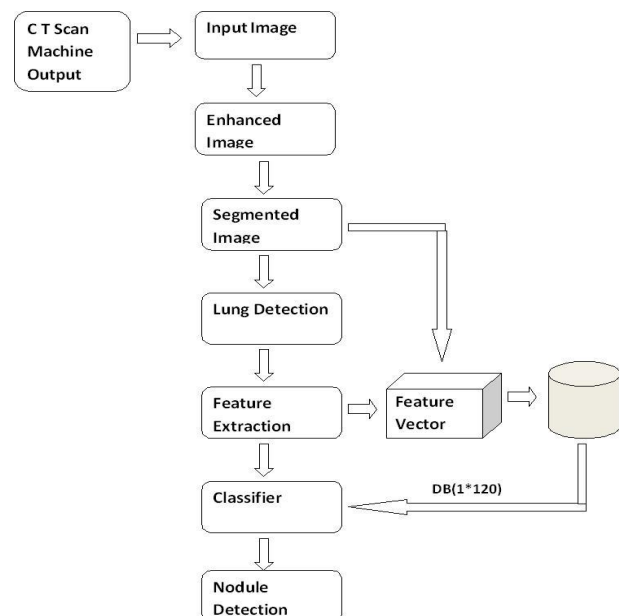 C T Scan
Machine
Output
Input Image
Enhanced
Image
Segmented
Image
Lung Detection
Feature
Extraction
Feature
Vector
Classifier
DB(1*120)
Nodule
Detection